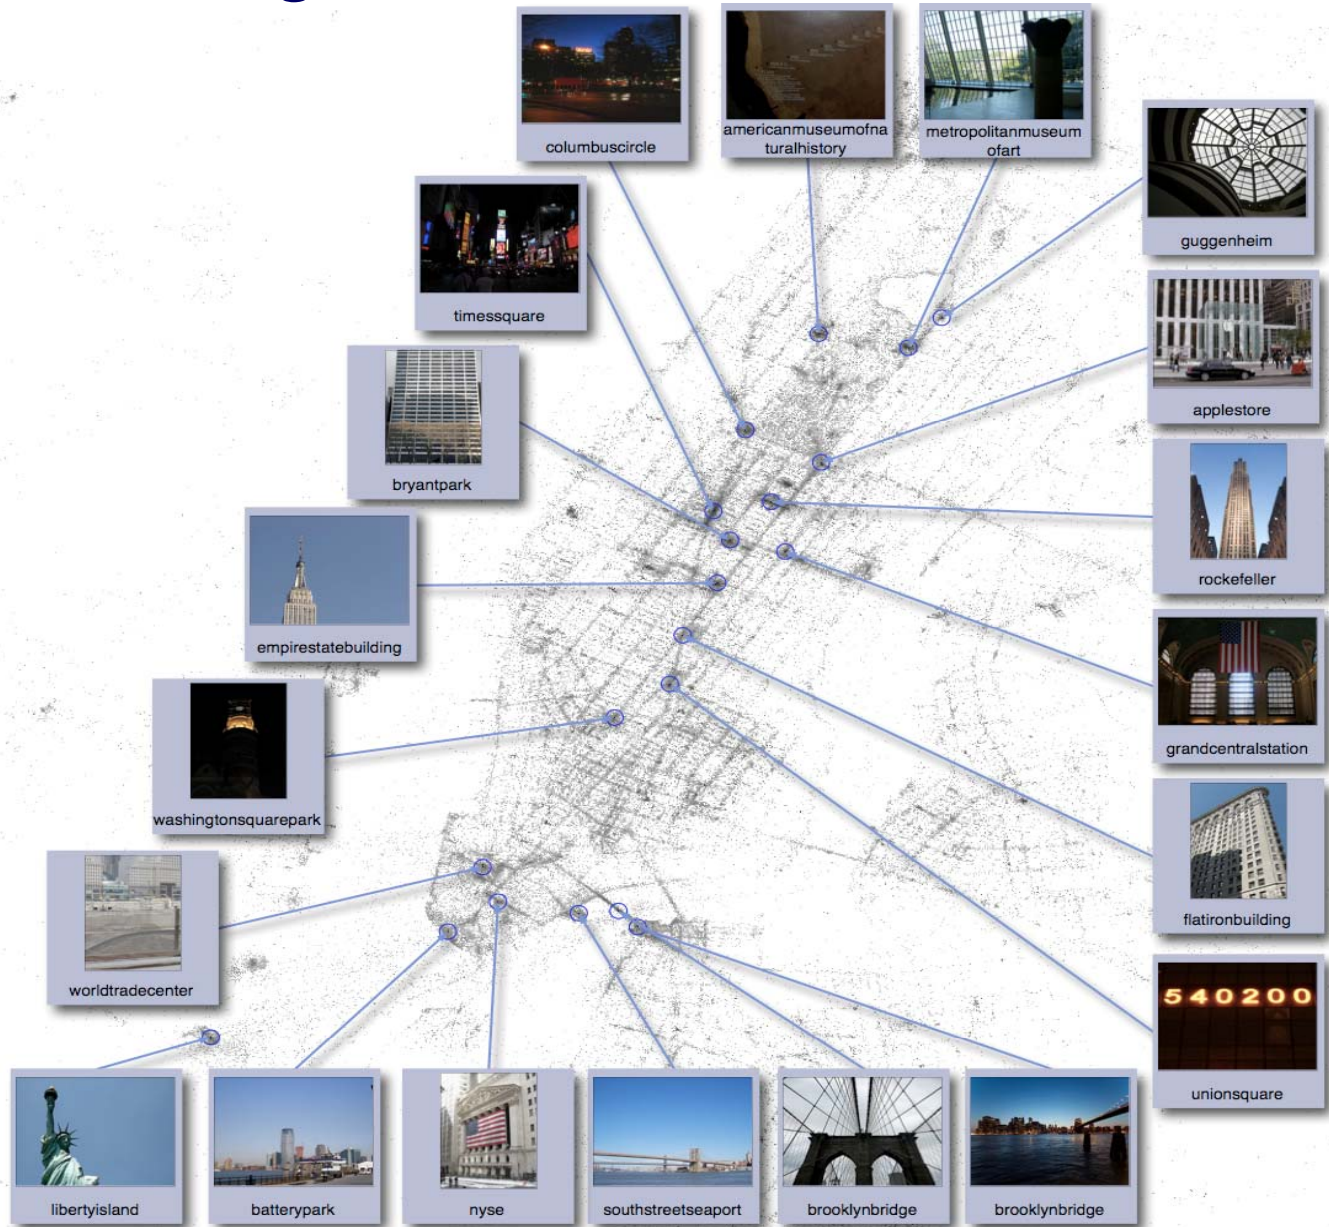 columbuscircle
americanmuseumofna
turalhistory
metropolitanmuseum
ofart
guggenheim
timessquare
applestore
bryantpark
rockefeller
empirestatebuilding
grandcentralstation
washingtonsquarepark
flatironbuilding
worldtradecenter
540200
unionsquare
libertyisland
batterypark
nyse
southstreetseaport
brooklynbridge
brooklynbridge